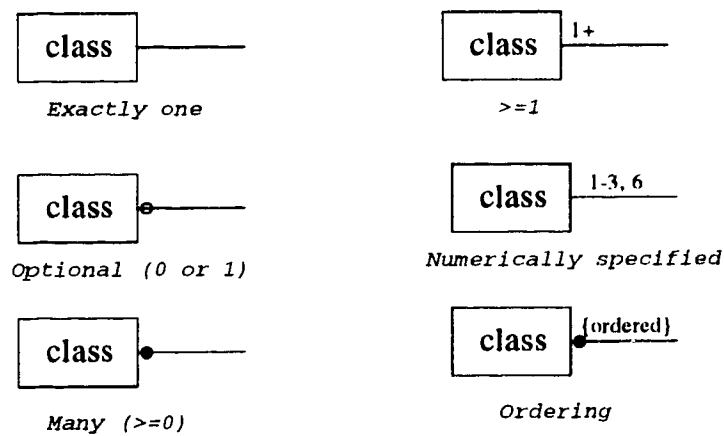 class
Exactly one
class 1+
>=1
class
Optional (0 or 1)
class 1-3, 6
Numerically specified
class
Many (>=0)
class {ordered}
Ordering